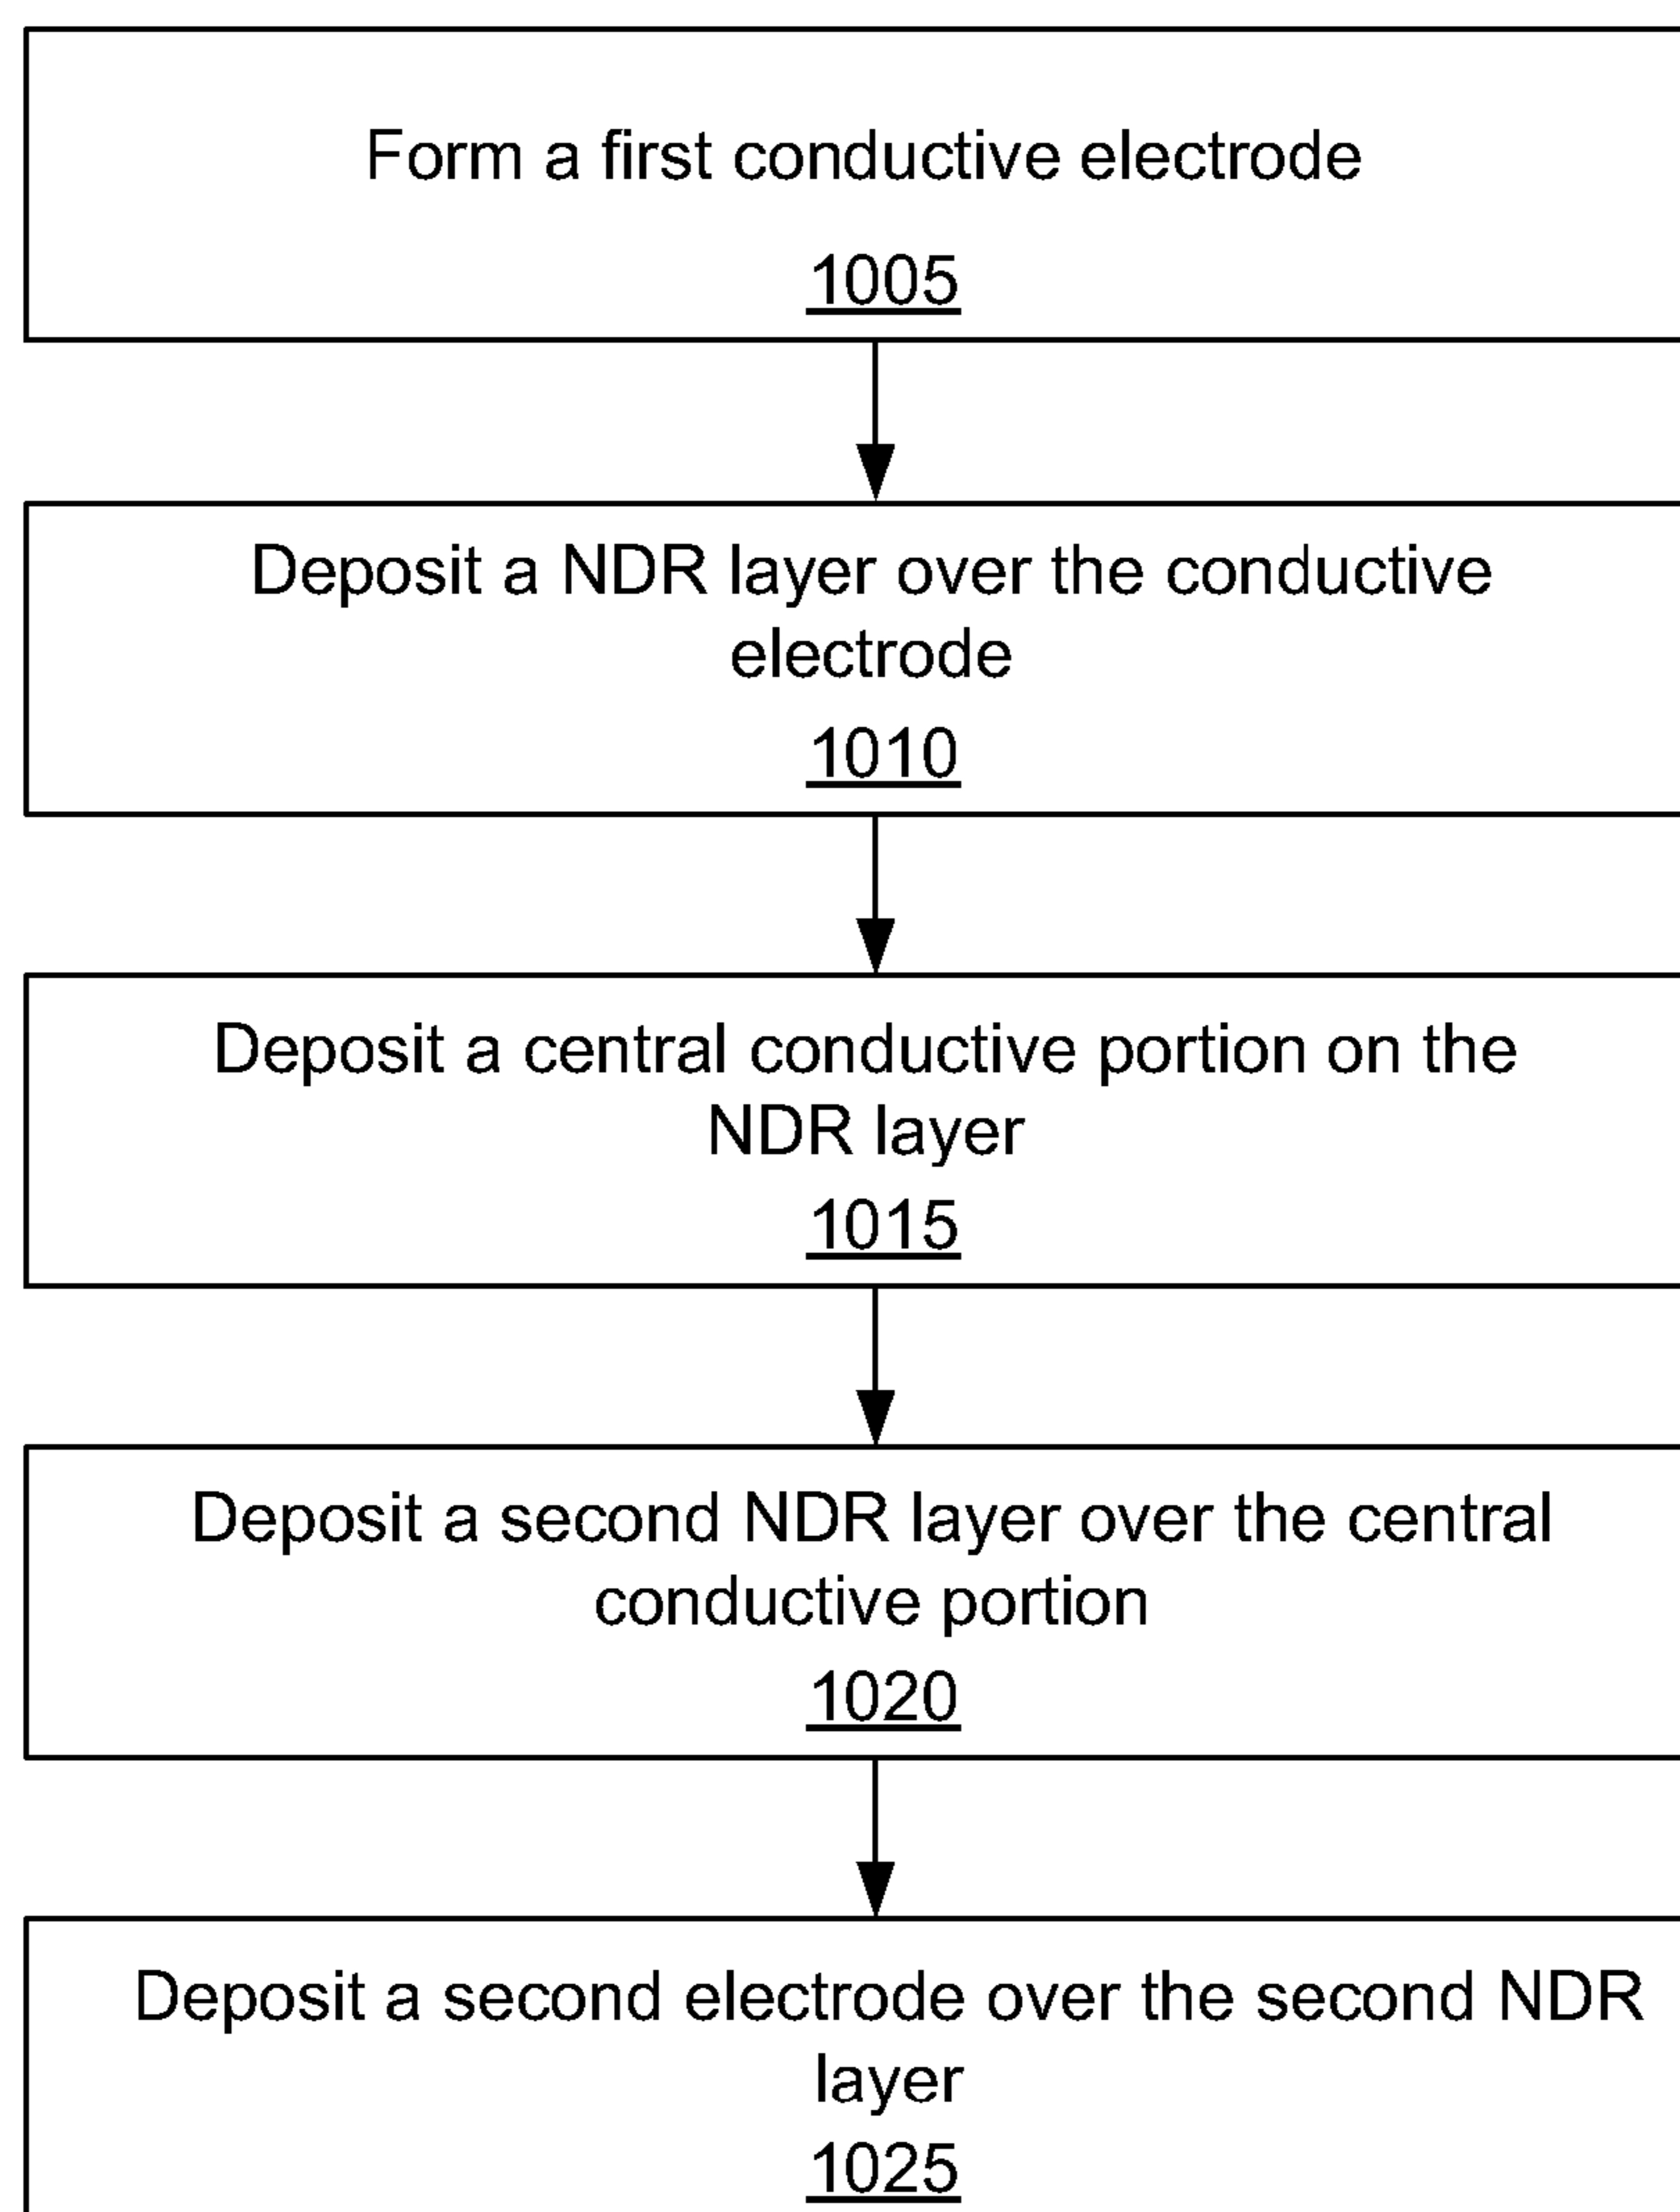 Form a first conductive electrode
1005
Deposit a NDR layer over the conductive
electrode
1010
Deposit a central conductive portion on the
NDR layer
1015
Deposit a second NDR layer over the central
conductive portion
1020
Deposit a second electrode over the second NDR
layer
1025